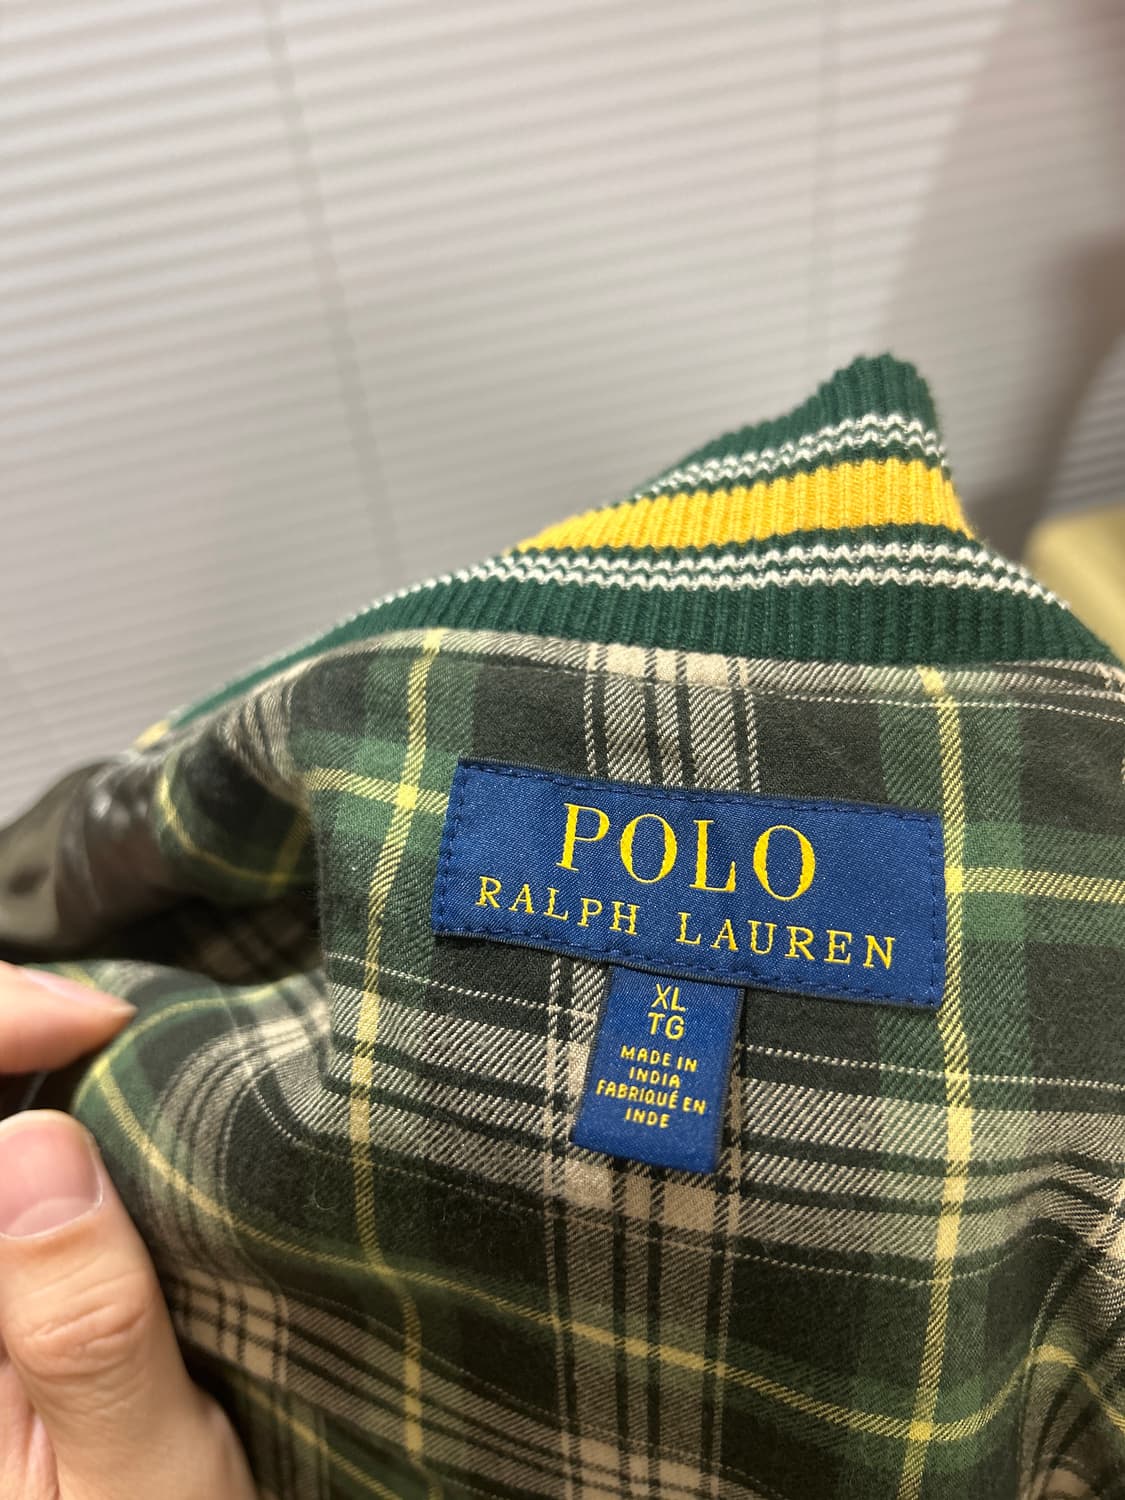 POLO
RALPH LAUREN
XL
TG
MADE IN
INDIA
FABRIQUÉ EN
INDE